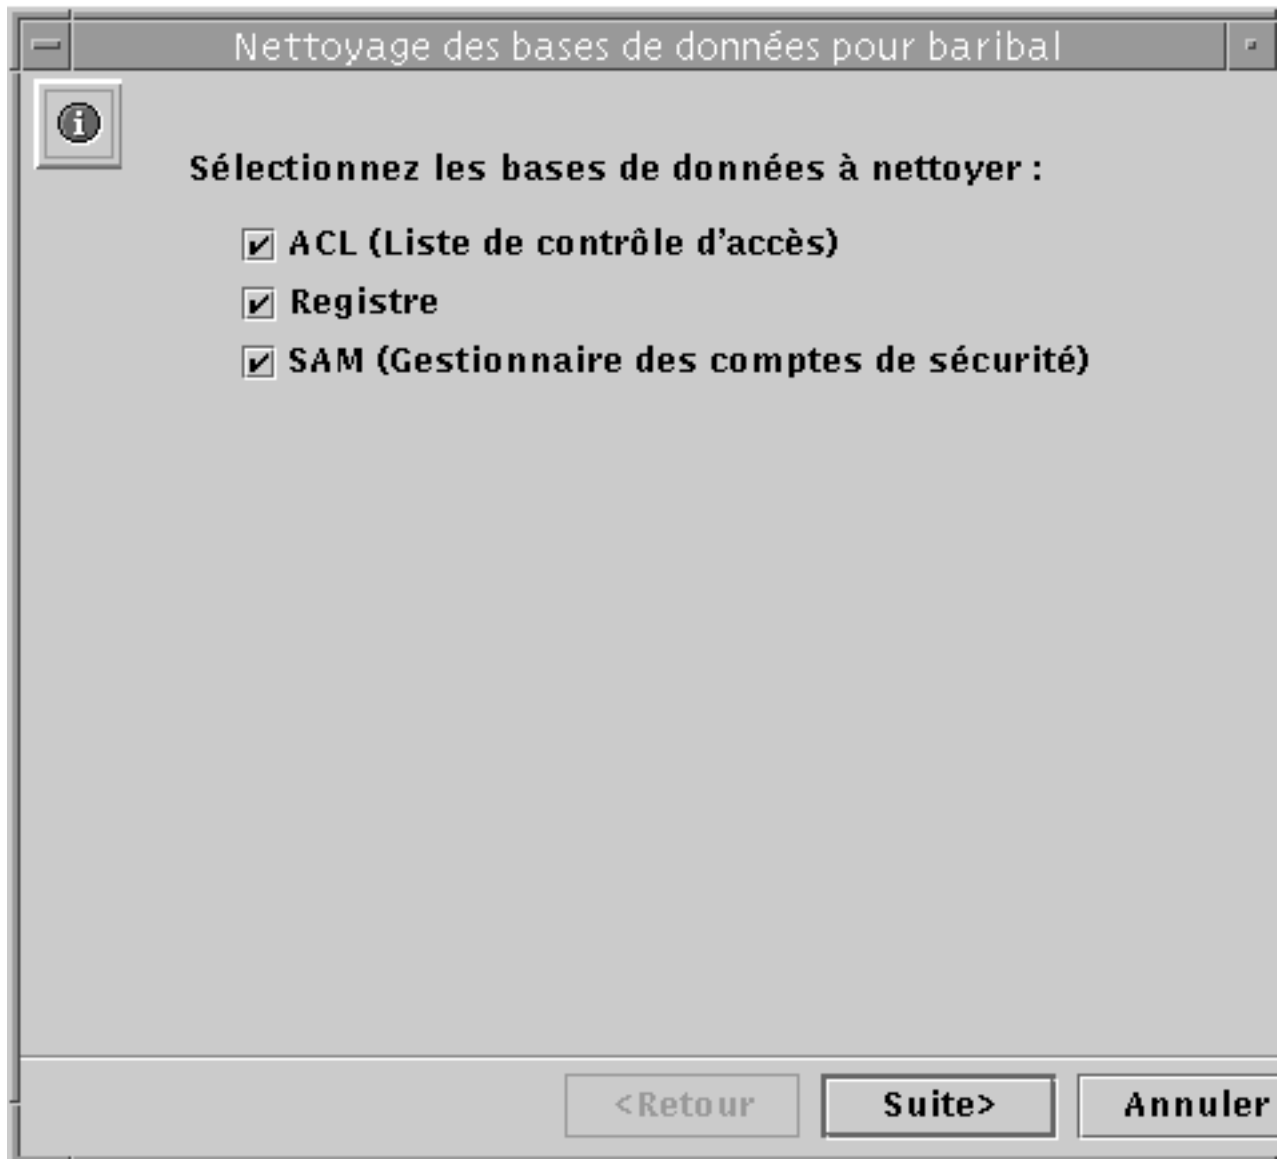 Nettoyage des bases de données pour baribal
Sélectionnez les bases de données à nettoyer :
ACL (Liste de contrôle d'accès)
Registre
SAM (Gestionnaire des comptes de sécurité)
<Retour Suite> Annuler